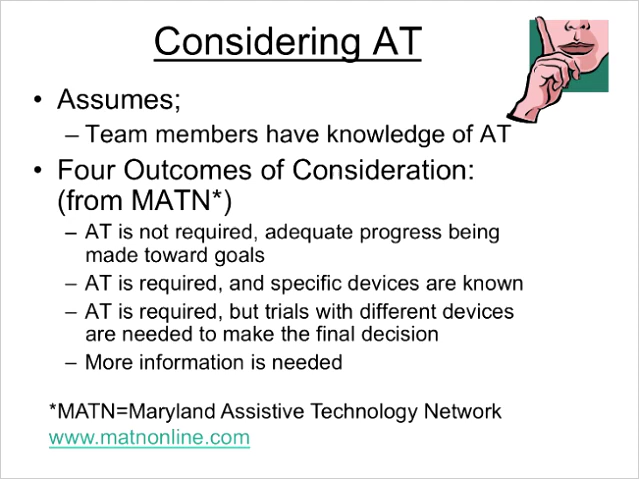 Considering AT
• Assumes;
– Team members have knowledge of AT
• Four Outcomes of Consideration:
(from MATN*)
– AT is not required, adequate progress being
made toward goals
– AT is required, and specific devices are known
– AT is required, but trials with different devices
are needed to make the final decision
– More information is needed
*MATN=Maryland Assistive Technology Network
www.matnonline.com